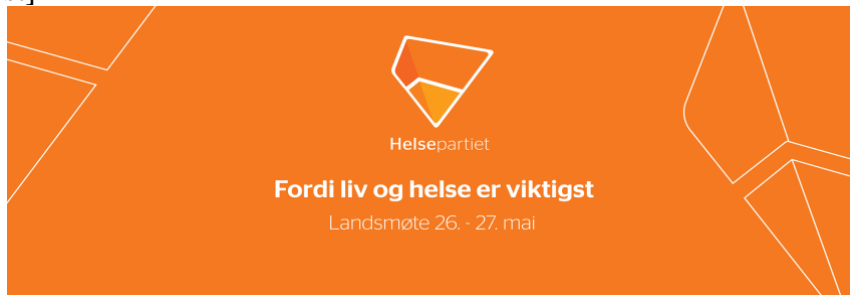 Helsepartiet
Fordi liv og helse er viktigst
Landsmøte 26. - 27. mai